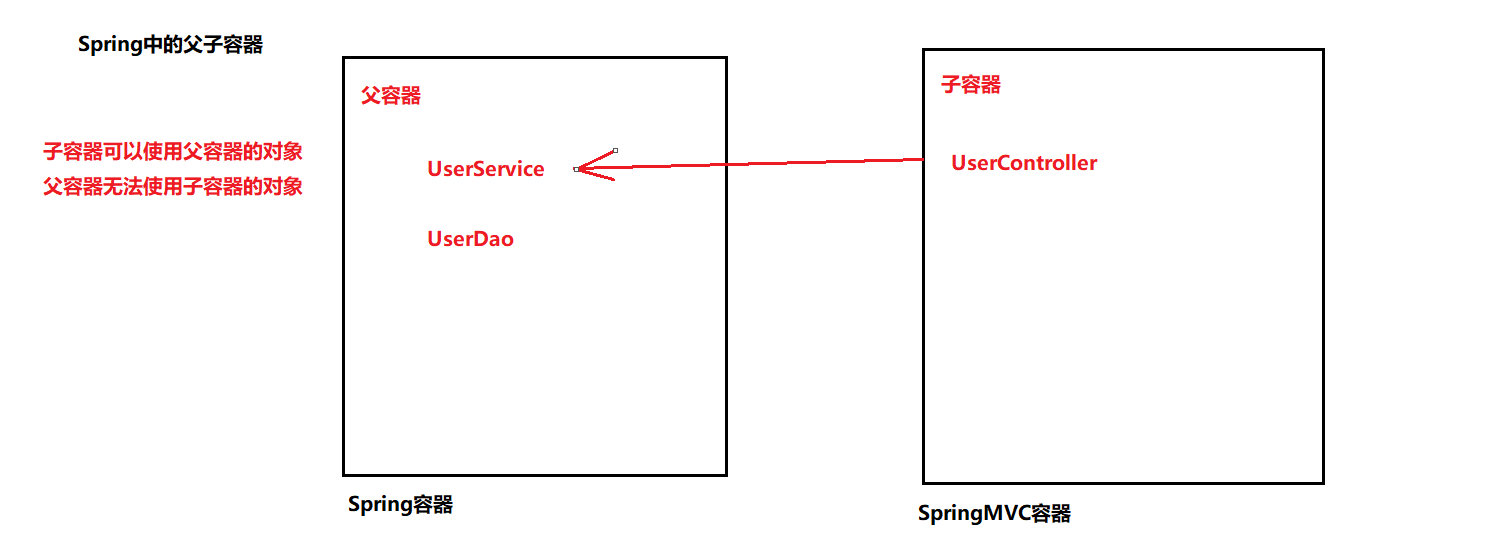 Spring中的父子容器
子容器可以使用父容器的对象
父容器无法使用子容器的对象
父容器
UserService
UserDao
Spring容器
子容器
UserController
SpringMVC容器